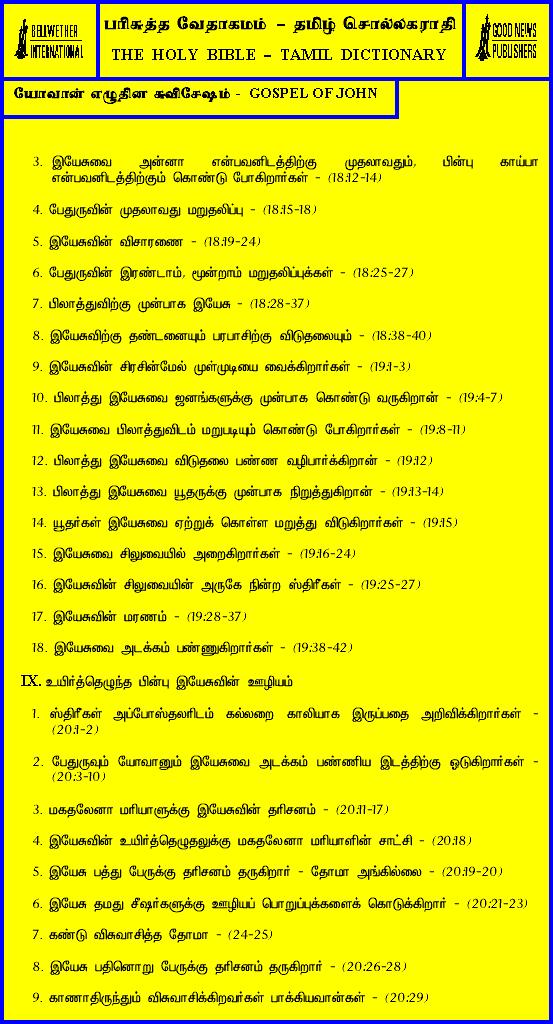 BELLWETHER
INTERNATIONAL
பரிசுத்த வேதாகமம் – தமிழ் சொல்லகராதி
THE HOLY BIBLE – TAMIL DICTIONARY
GOOD NEWS
PUBLISHERS
யோவான் எழுதின சுவிசேஷம் - GOSPEL OF JOHN
3. இயேசுவை அன்னா என்பவனிடத்திற்கு முதலாவதும், பின்பு காய்பா
என்பவனிடத்திற்கும் கொண்டு போகிறார்கள் - (18:12-14)
4. பேதுருவின் முதலாவது மறுதலிப்பு - (18:15-18)
5. இயேசுவின் விசாரணை - (18:19-24)
6. பேதுருவின் இரண்டாம், மூன்றாம் மறுதலிப்புக்கள் - (18:25-27)
7. பிலாத்துவிற்கு முன்பாக இயேசு - (18:28-37)
8. இயேசுவிற்கு தண்டனையும் பரபாசிற்கு விடுதலையும் - (18:38-40)
9. இயேசுவின் சிரசின்மேல் முள்முடியை வைக்கிறார்கள் - (19:1-3)
10. பிலாத்து இயேசுவை ஜனங்களுக்கு முன்பாக கொண்டு வருகிறான் - (19:4-7)
11. இயேசுவை பிலாத்துவிடம் மறுபடியும் கொண்டு போகிறார்கள் - (19:8-11)
12. பிலாத்து இயேசுவை விடுதலை பண்ண வழிபார்க்கிறான் - (19:12)
13. பிலாத்து இயேசுவை யூதருக்கு முன்பாக நிறுத்துகிறான் - (19:13-14)
14. யூதர்கள் இயேசுவை ஏற்றுக் கொள்ள மறுத்து விடுகிறார்கள் - (19:15)
15. இயேசுவை சிலுவையில் அறைகிறார்கள் - (19:16-24)
16. இயேசுவின் சிலுவையின் அருகே நின்ற ஸ்திரீகள் - (19:25-27)
17. இயேசுவின் மரணம் - (19:28-37)
18. இயேசுவை அடக்கம் பண்ணுகிறார்கள் - (19:38-42)
IX. உயிர்த்தெழுந்த பின்பு இயேசுவின் ஊழியம்
1. ஸ்திரீகள் அப்போஸ்தலரிடம் கல்லறை காலியாக இருப்பதை அறிவிக்கிறார்கள் -
(20:1-2)
2. பேதுருவும் யோவானும் இயேசுவை அடக்கம் பண்ணிய இடத்திற்கு ஓடுகிறார்கள் -
(20:3-10)
3. மகதலேனா மரியாளுக்கு இயேசுவின் தரிசனம் - (20:11-17)
4. இயேசுவின் உயிர்த்தெழுதலுக்கு மகதலேனா மரியாளின் சாட்சி - (20:18)
5. இயேசு பத்து பேருக்கு தரிசனம் தருகிறார் - தோமா அங்கில்லை - (20:19-20)
6. இயேசு தமது சீஷர்களுக்கு ஊழியப் பொறுப்புக்களைக் கொடுக்கிறார் - (20:21-23)
7. கண்டு விசுவாசித்த தோமா - (24-25)
8. இயேசு பதினொறு பேருக்கு தரிசனம் தருகிறார் - (20:26-28)
9. காணாதிருந்தும் விசுவாசிக்கிறவர்கள் பாக்கியவான்கள் - (20:29)